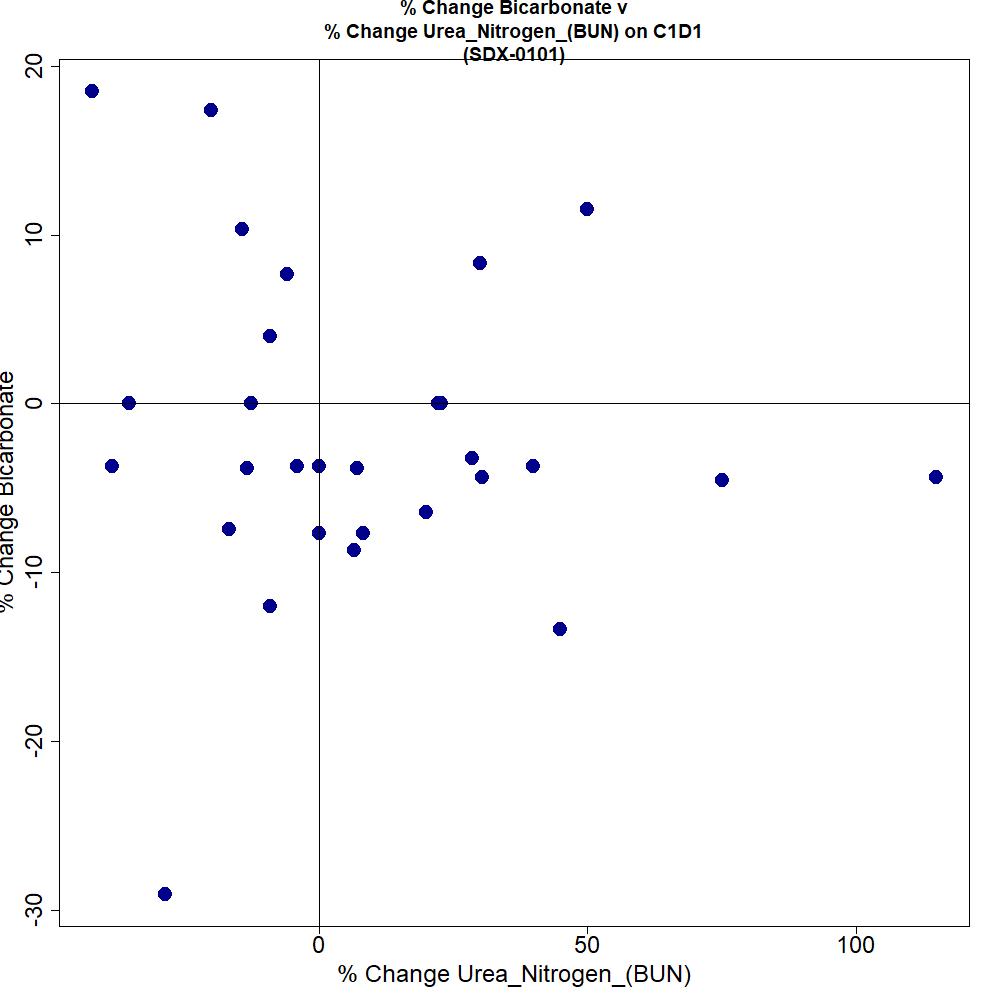 % Change Bicarbonate v
% Change Urea_Nitrogen_(BUN) on C1D1
(SDX-0101)
% Change Bicarbonate
20
10
0
-10
-20
-30
0
50
100
% Change Urea_Nitrogen_(BUN)